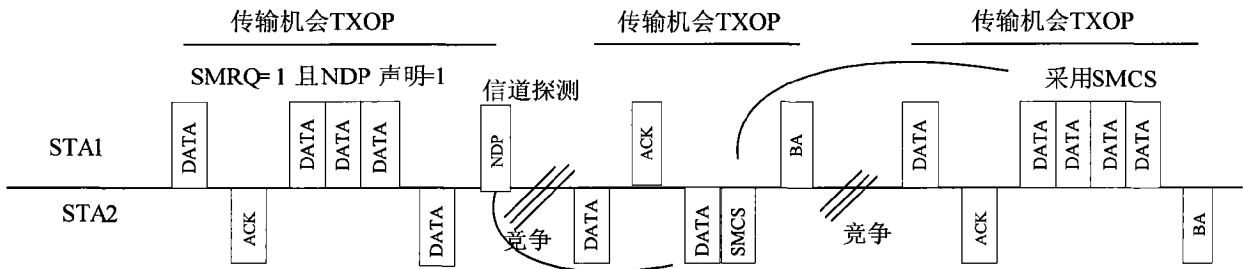 传输机会TXOP
传输机会TXOP
传输机会TXOP
SMRQ=1 且NDP 声明=1
信道探测
采用SMCS
STA1
DATA
DATA
DATA
DATA
NDP
ACK
BA
DATA
DATA
DATA
DATA
DATA
STA2
ACK
DATA
竞争
DATA
DATA
SMCS
竞争
ACK
BA